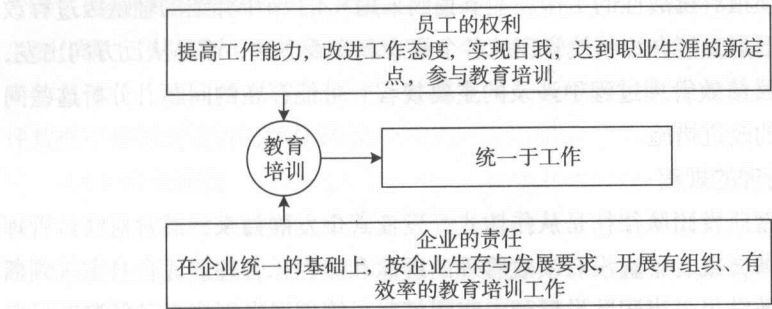 员工的权利
提高工作能力，改进工作态度，实现自我，达到职业生涯的新定
点，参与教育培训
教育
培训
统一于工作
企业的责任
在企业统一的基础点，按企业生存与发展要求，开展有组织、有
效率的教育培训工作